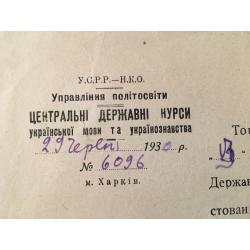 У.С.Р.Р.—Н.К.О.
Управління політосвіти
ЦЕНТРАЛЬНІ ДЕРЖАВНІ КУРСИ
української мови та українознавства
29 червня 1930 р.
№ 6096
м. Харків.
Тов
В
Держав
стован